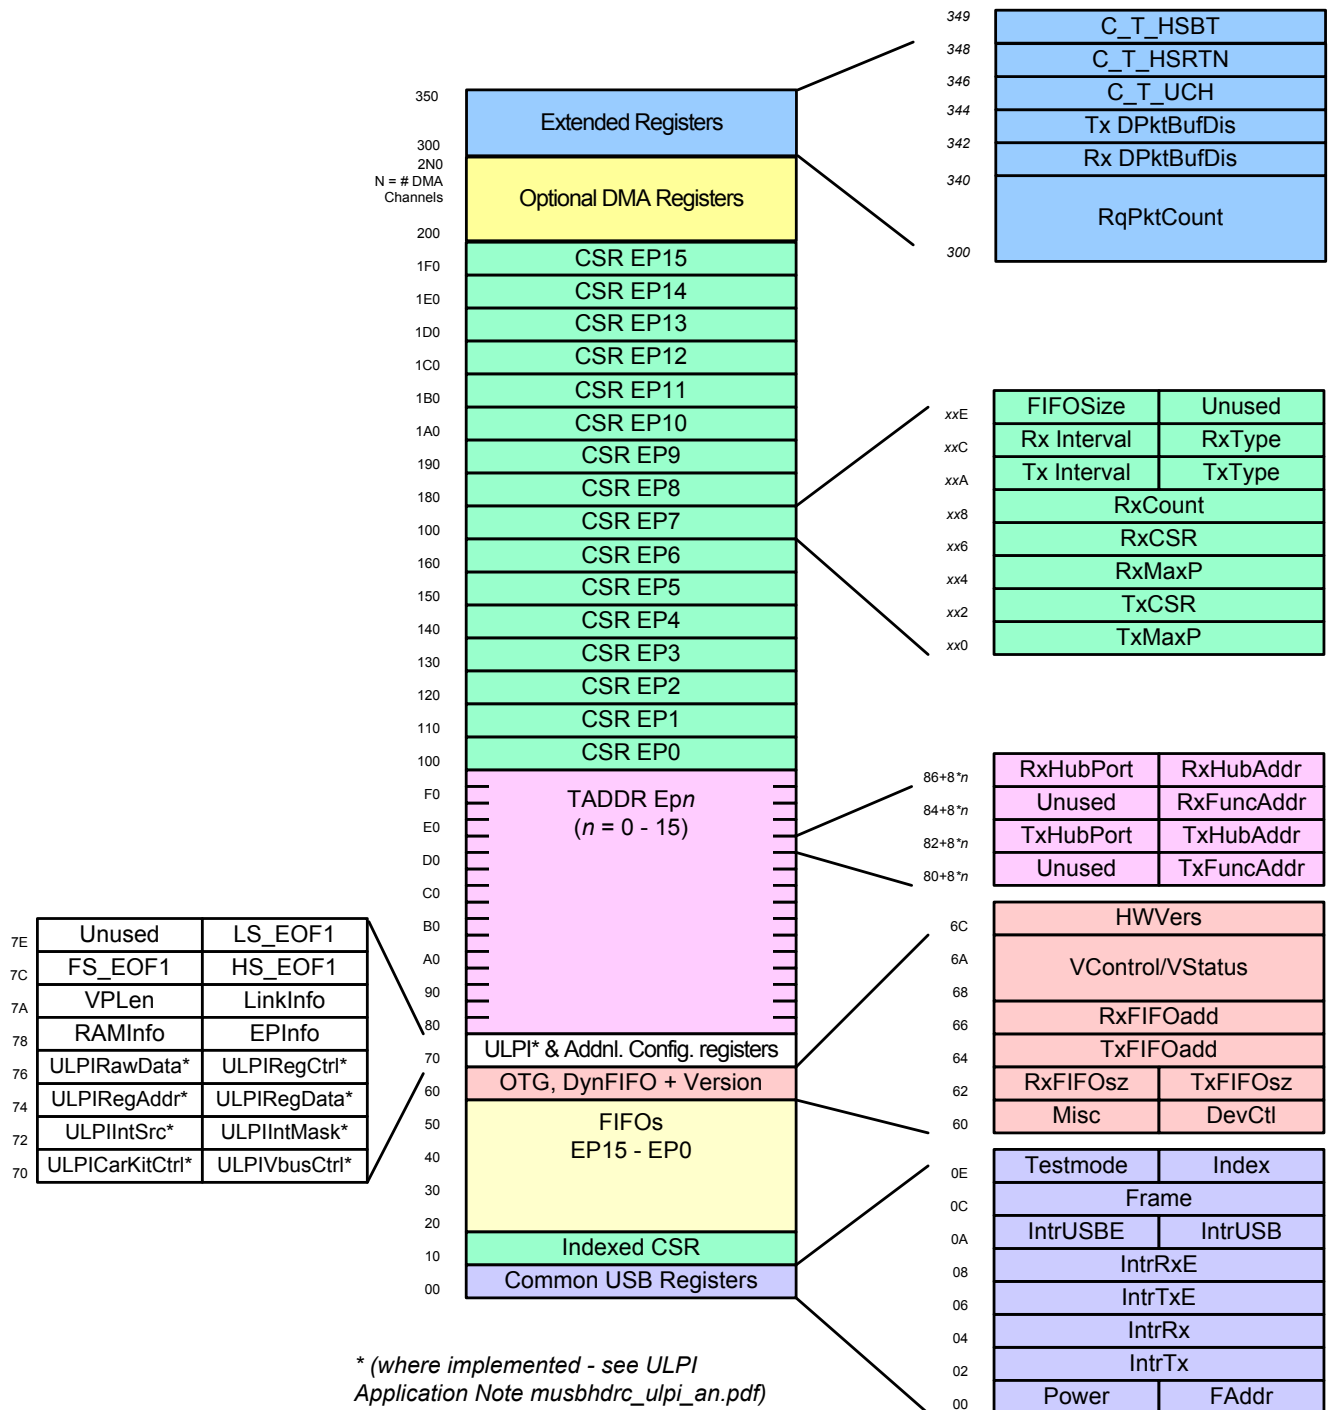 349
C_T_HSBT
348
C_T_HSRTN
346
C_T_UCH
344
Tx DPktBufDis
342
Rx DPktBufDis
340
RqPktCount
300
350
Extended Registers
300
2N0
N = # DMA
Channels
Optional DMA Registers
200
CSR EP15
1F0
CSR EP14
1E0
CSR EP13
1D0
CSR EP12
1C0
CSR EP11
1B0
CSR EP10
1A0
CSR EP9
190
CSR EP8
180
CSR EP7
100
CSR EP6
160
CSR EP5
150
CSR EP4
140
CSR EP3
130
CSR EP2
120
CSR EP1
110
CSR EP0
100
F0
TADDR Epn
(n = 0 - 15)
E0
D0
C0
B0
A0
90
80
ULPI* & Addnl. Config. registers
70
OTG, DynFIFO + Version
60
FIFOs
EP15 - EP0
50
40
30
20
Indexed CSR
10
Common USB Registers
00
FIFOSize Unused
xxE
Rx Interval RxType
xxC
Tx Interval TxType
xxA
RxCount
xx8
RxCSR
xx6
RxMaxP
xx4
TxCSR
xx2
TxMaxP
xx0
RxHubPort RxHubAddr
86+8*n
Unused RxFuncAddr
84+8*n
TxHubPort TxHubAddr
82+8*n
Unused TxFuncAddr
80+8*n
HWVers
6C
VControl/VStatus
6A
68
RxFIFOadd
66
TxFIFOadd
64
RxFIFOsz TxFIFOsz
62
Misc DevCtl
60
Testmode Index
0E
Frame
0C
IntrUSBE IntrUSB
0A
IntrRxE
08
IntrTxE
06
IntrRx
04
IntrTx
02
Power FAddr
00
Unused LS_EOF1
7E
FS_EOF1 HS_EOF1
7C
VPLen LinkInfo
7A
RAMInfo EPInfo
78
ULPIRawData* ULPIRegCtrl*
76
ULPIRegAddr* ULPIRegData*
74
ULPIIntSrc* ULPIIntMask*
72
ULPICarKitCtrl* ULPIVbusCtrl*
70
* (where implemented - see ULPI
Application Note musbhdrc_ulpi_an.pdf)